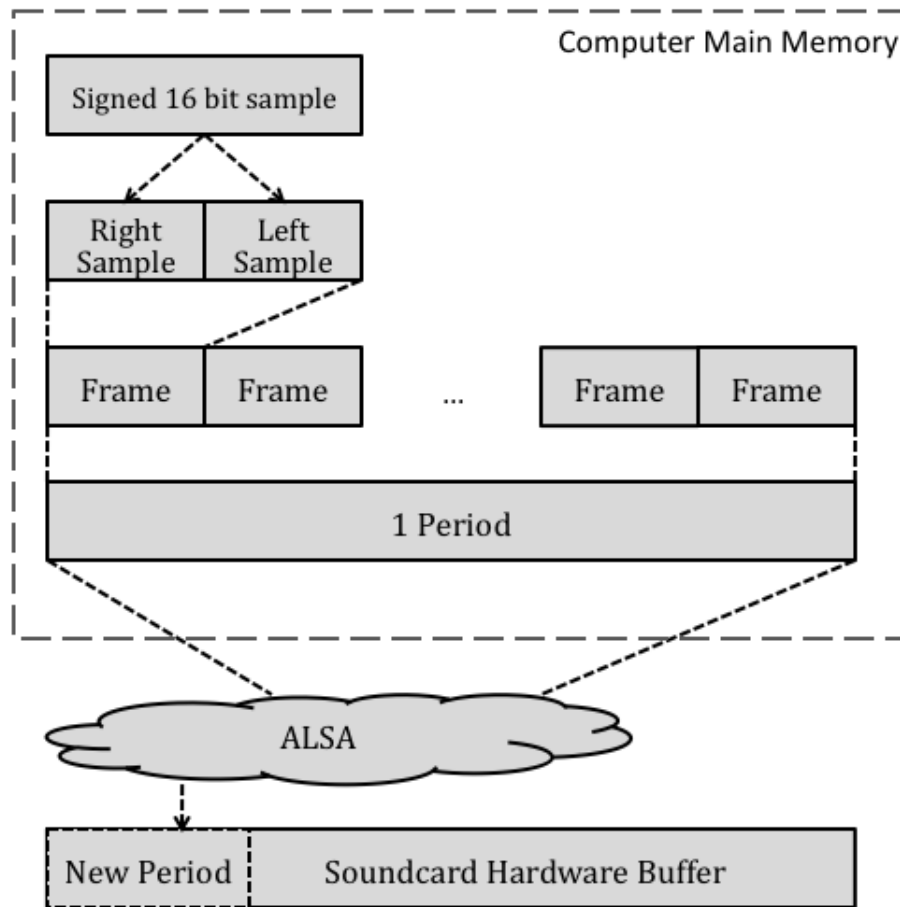 Computer Main Memory
Signed 16 bit sample
Right
Sample
Left
Sample
Frame
Frame
...
Frame
Frame
1 Period
ALSA
New Period
Soundcard Hardware Buffer